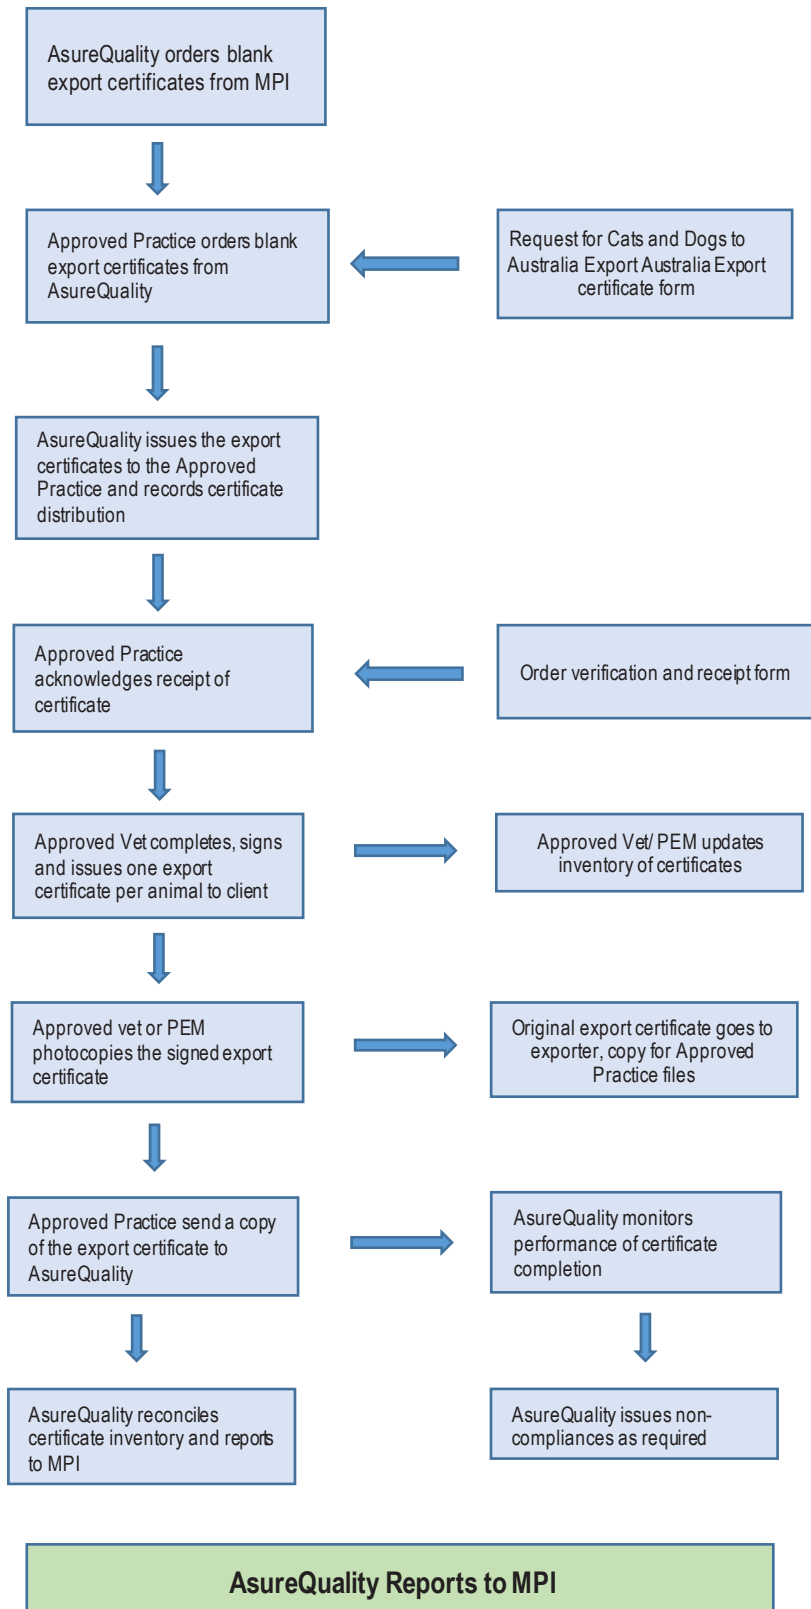 AsureQuality orders blank
export certificates from MPI
Approved Practice orders blank
export certificates from
AsureQuality
Request for Cats and Dogs to
Australia Export Australia Export
certificate form
AsureQuality issues the export
certificates to the Approved
Practice and records certificate
distribution
Approved Practice
acknowledges receipt of
certificate
Order verification and receipt form
Approved Vet completes, signs
and issues one export
certificate per animal to client
Approved Vet/ PEM updates
inventory of certificates
Approved vet or PEM
photocopies the signed export
certificate
Original export certificate goes to
exporter, copy for Approved
Practice files
Approved Practice send a copy
of the export certificate to
AsureQuality
AsureQuality monitors
performance of certificate
completion
AsureQuality reconciles
certificate inventory and reports
to MPI
AsureQuality issues non-
compliances as required
AsureQuality Reports to MPI